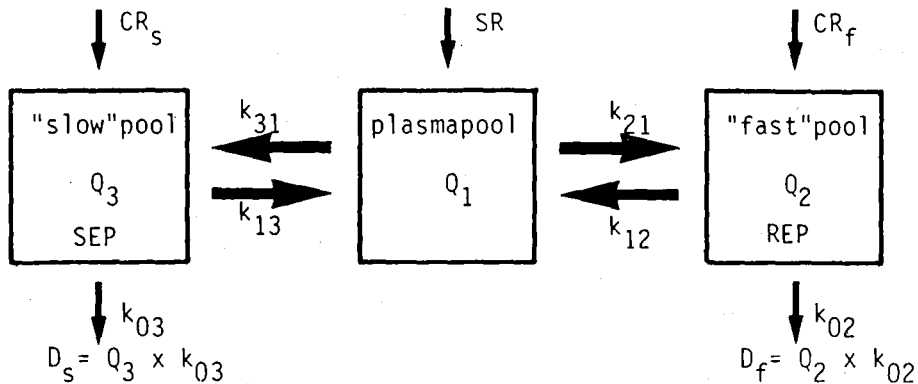 CR_s
SR
CR_f
"slow"pool
k_31
plasmapool
k_21
"fast"pool
Q_3
Q_1
Q_2
k_13
k_12
SEP
REP
k_03
k_02
D_s= Q_3 x k_03
D_f= Q_2 x k_02